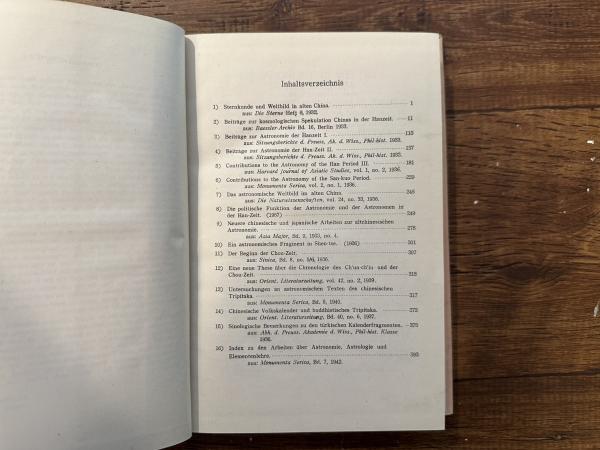 Inhaltsverzeichnis
1) Sternkunde und Weltbild im alten China. 1
aus: Die Sterne Heft 6, 1932.
2) Beiträge zur kosmologischen Spekulation Chinas in der Hanzeit. 11
aus: Baessler Archiv Bd. 16, Berlin 1933.
3) Beiträge zur Astronomie der Hanzeit I. 113
aus: Sitzungsberichte d. Preuss. Ak. d. Wiss., Phil-hist. 1933.
4) Beiträge zur Astronomie der Han-Zeit II. 137
aus: Sitzungsberichte d. Preuss. Ak. d. Wiss., Phil-hist. 1933.
5) Contributions to the Astronomy of the Han Period III. 181
aus: Harvard Journal of Asiatic Studies, vol. 1, no. 2, 1936.
6) Contributions to the Astronomy of the San-kuo Period. 229
aus: Monumenta Serica, vol. 2, no. 1, 1936.
7) Das astronomische Weltbild im alten China. 246
aus: Die Naturwissenschaften, vol. 24, no. 33, 1936.
8) Die politische Funktion der Astronomie und der Astronomen in
der Han-Zeit. (1957) 249
9) Neuere chinesische und japanische Arbeiten zur altchinesischen
Astronomie. 278
aus: Asia Major, Bd. 9, 1933, no. 4.
10) Ein astronomisches Fragment in Shen-tse. (1936) 301
11) Der Beginn der Chou-Zeit. 307
aus: Sinica, Bd. 8, no. 5/6,
12) Eine neue These über die Chronologie des Ch'un-ch'iu und der
Chou-Zeit. 315
aus: Orient. Literaturzeitung, vol. 42, no. 2, 1939.
13) Untersuchungen an astronomischen Texten des chinesischen
Tripitaka. 317
aus: Monumenta Serica, Bd. 5, 1940.
14) Chinesische Volkskalender und buddhistisches Tripitaka. 372
aus: Orient. Literaturzeitung, Bd. 40, no. 6, 1937.
15) Sinologische Bemerkungen zu den türkischen Kalenderfragmenten. 375
aus: Abh. d. Preuss. Akademie d. Wiss., Phil-hist. Klasse
1936.
16) Index zu den Arbeiten über Astronomie, Astrologie und
Elementenlehre. 393
aus: Monumenta Serica, Bd. 7, 1942.